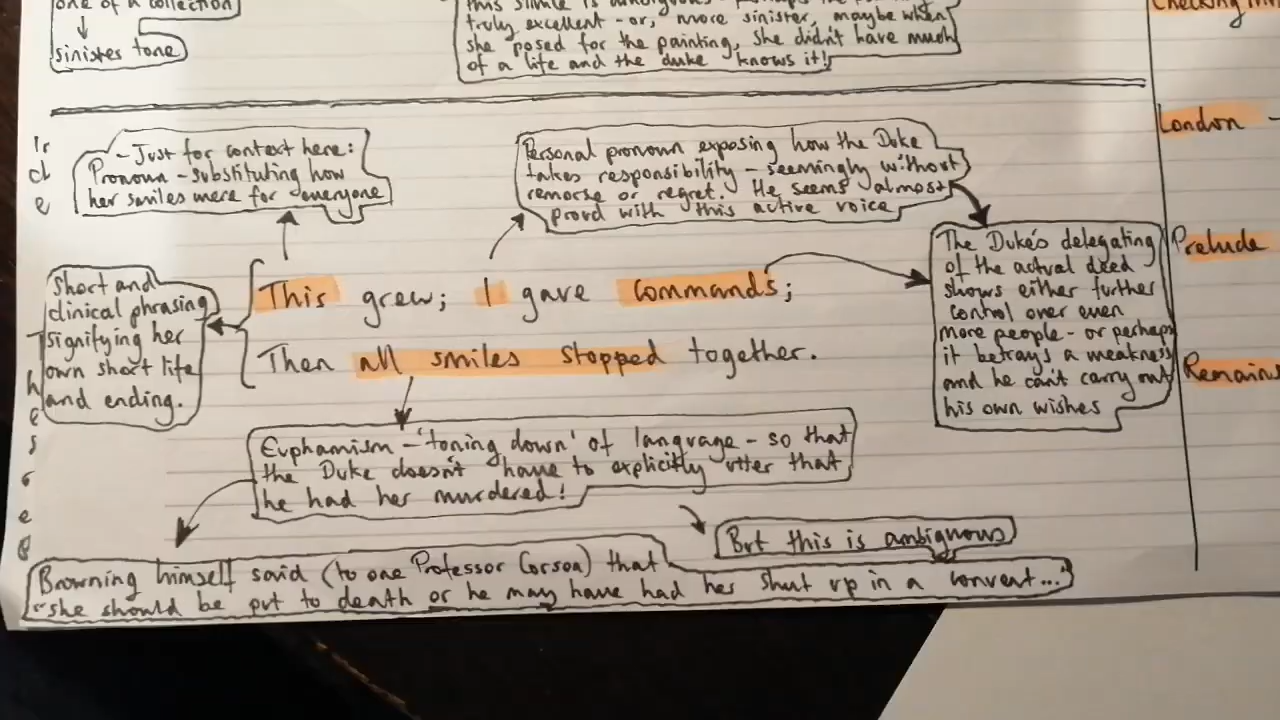 one of a collection
sinister tone
truly excellent - or, more sinister, maybe when
she posed for the painting, she didn't have much
of a life and the duke knows it!
Checking
London -
Prelude
Remains
- Just for context here:
Pronoun - substituting how
her smiles were for everyone
Personal pronoun exposing how the Duke
takes responsibility - seemingly without
remorse or regret. He seems almost
proud with this active voice
The Duke's delegating
of the actual deed
shows either further
control over even
more people - or perhaps
it betrays a weakness
and he can't carry out
his own wishes
Short and
clinical phrasing
signifying her
own short life
and ending.
This grew; I gave commands;
Then all smiles stopped together.
Euphamism - 'toning down' of language - so that
the Duke doesn't have to explicitly utter that
he had her murdered!
But this is ambiguous
Browning himself said (to one Professor Corson) that
"she should be put to death or he may have had her shut up in a convent..."